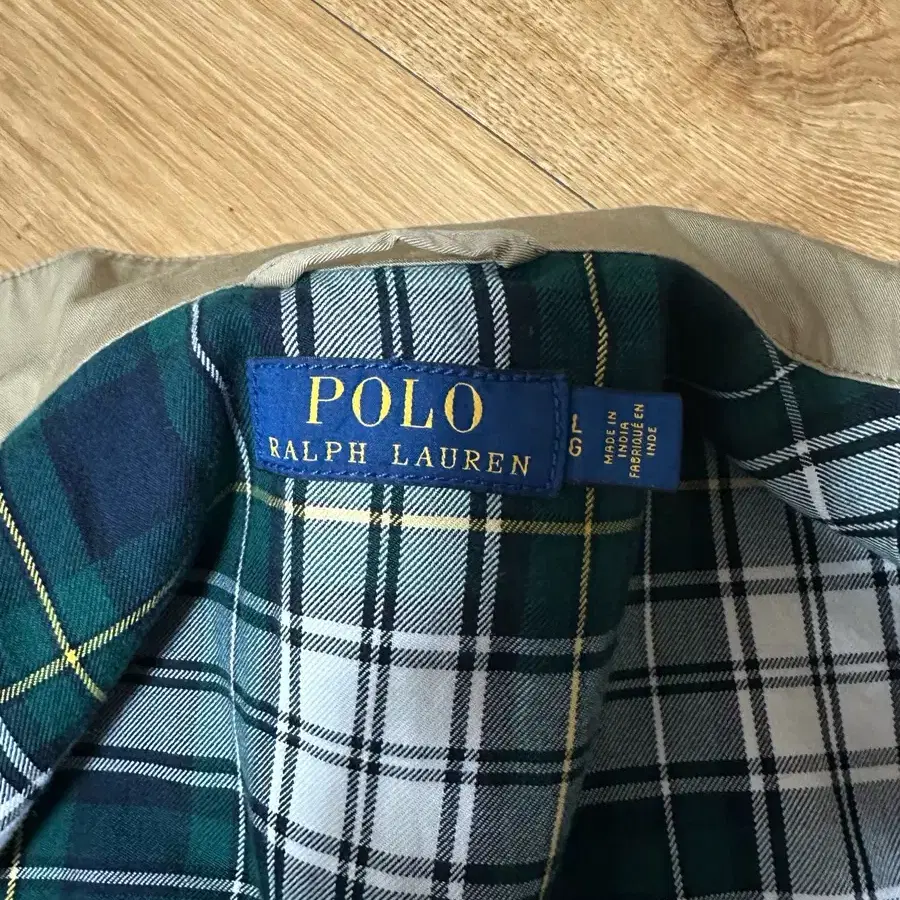 POLO
RALPH LAUREN
L
G
MADE IN
INDIA
FABRIQUÉ EN
INDE